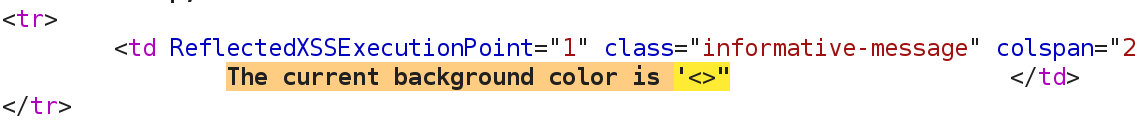 <tr>
<td ReflectedXSSExecutionPoint="1" class="informative-message" colspan="2
The current background color is '<>" </td>
</tr>